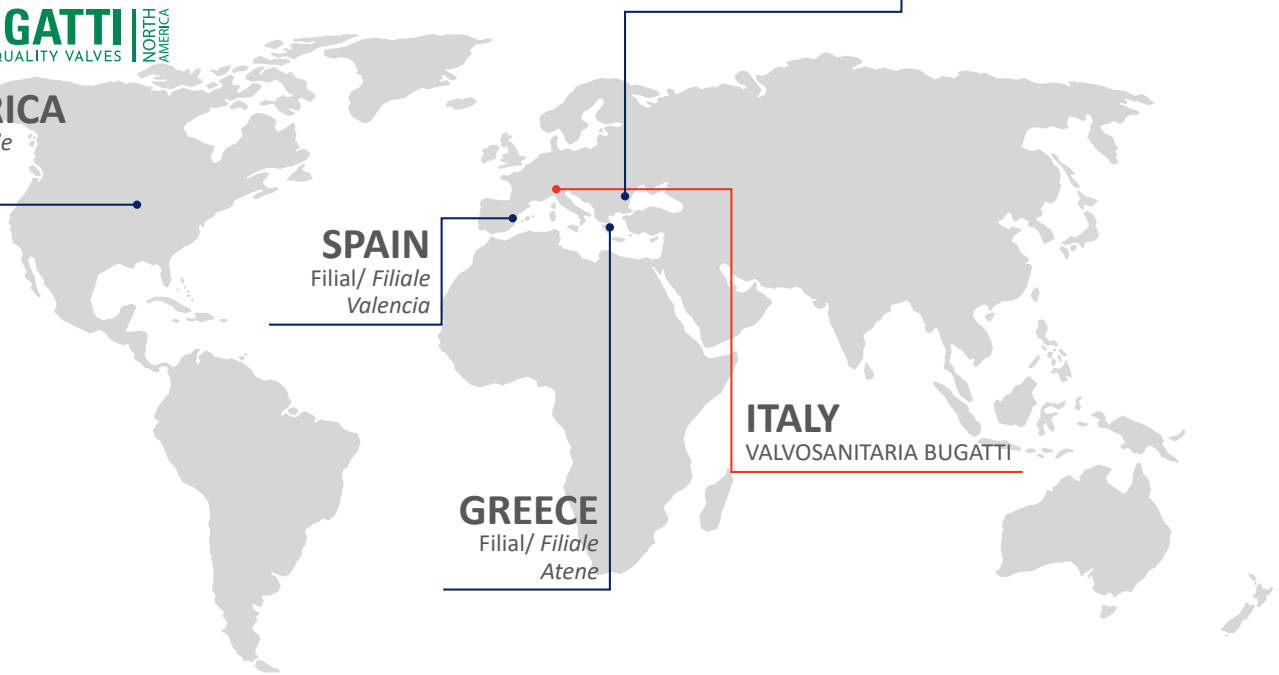 GATTI
QUALITY VALVES
NORTH
AMERICA
RICA
SPAIN
Filial/ Filiale
Valencia
ITALY
VALVOSANITARIA BUGATTI
GREECE
Filial/ Filiale
Atene